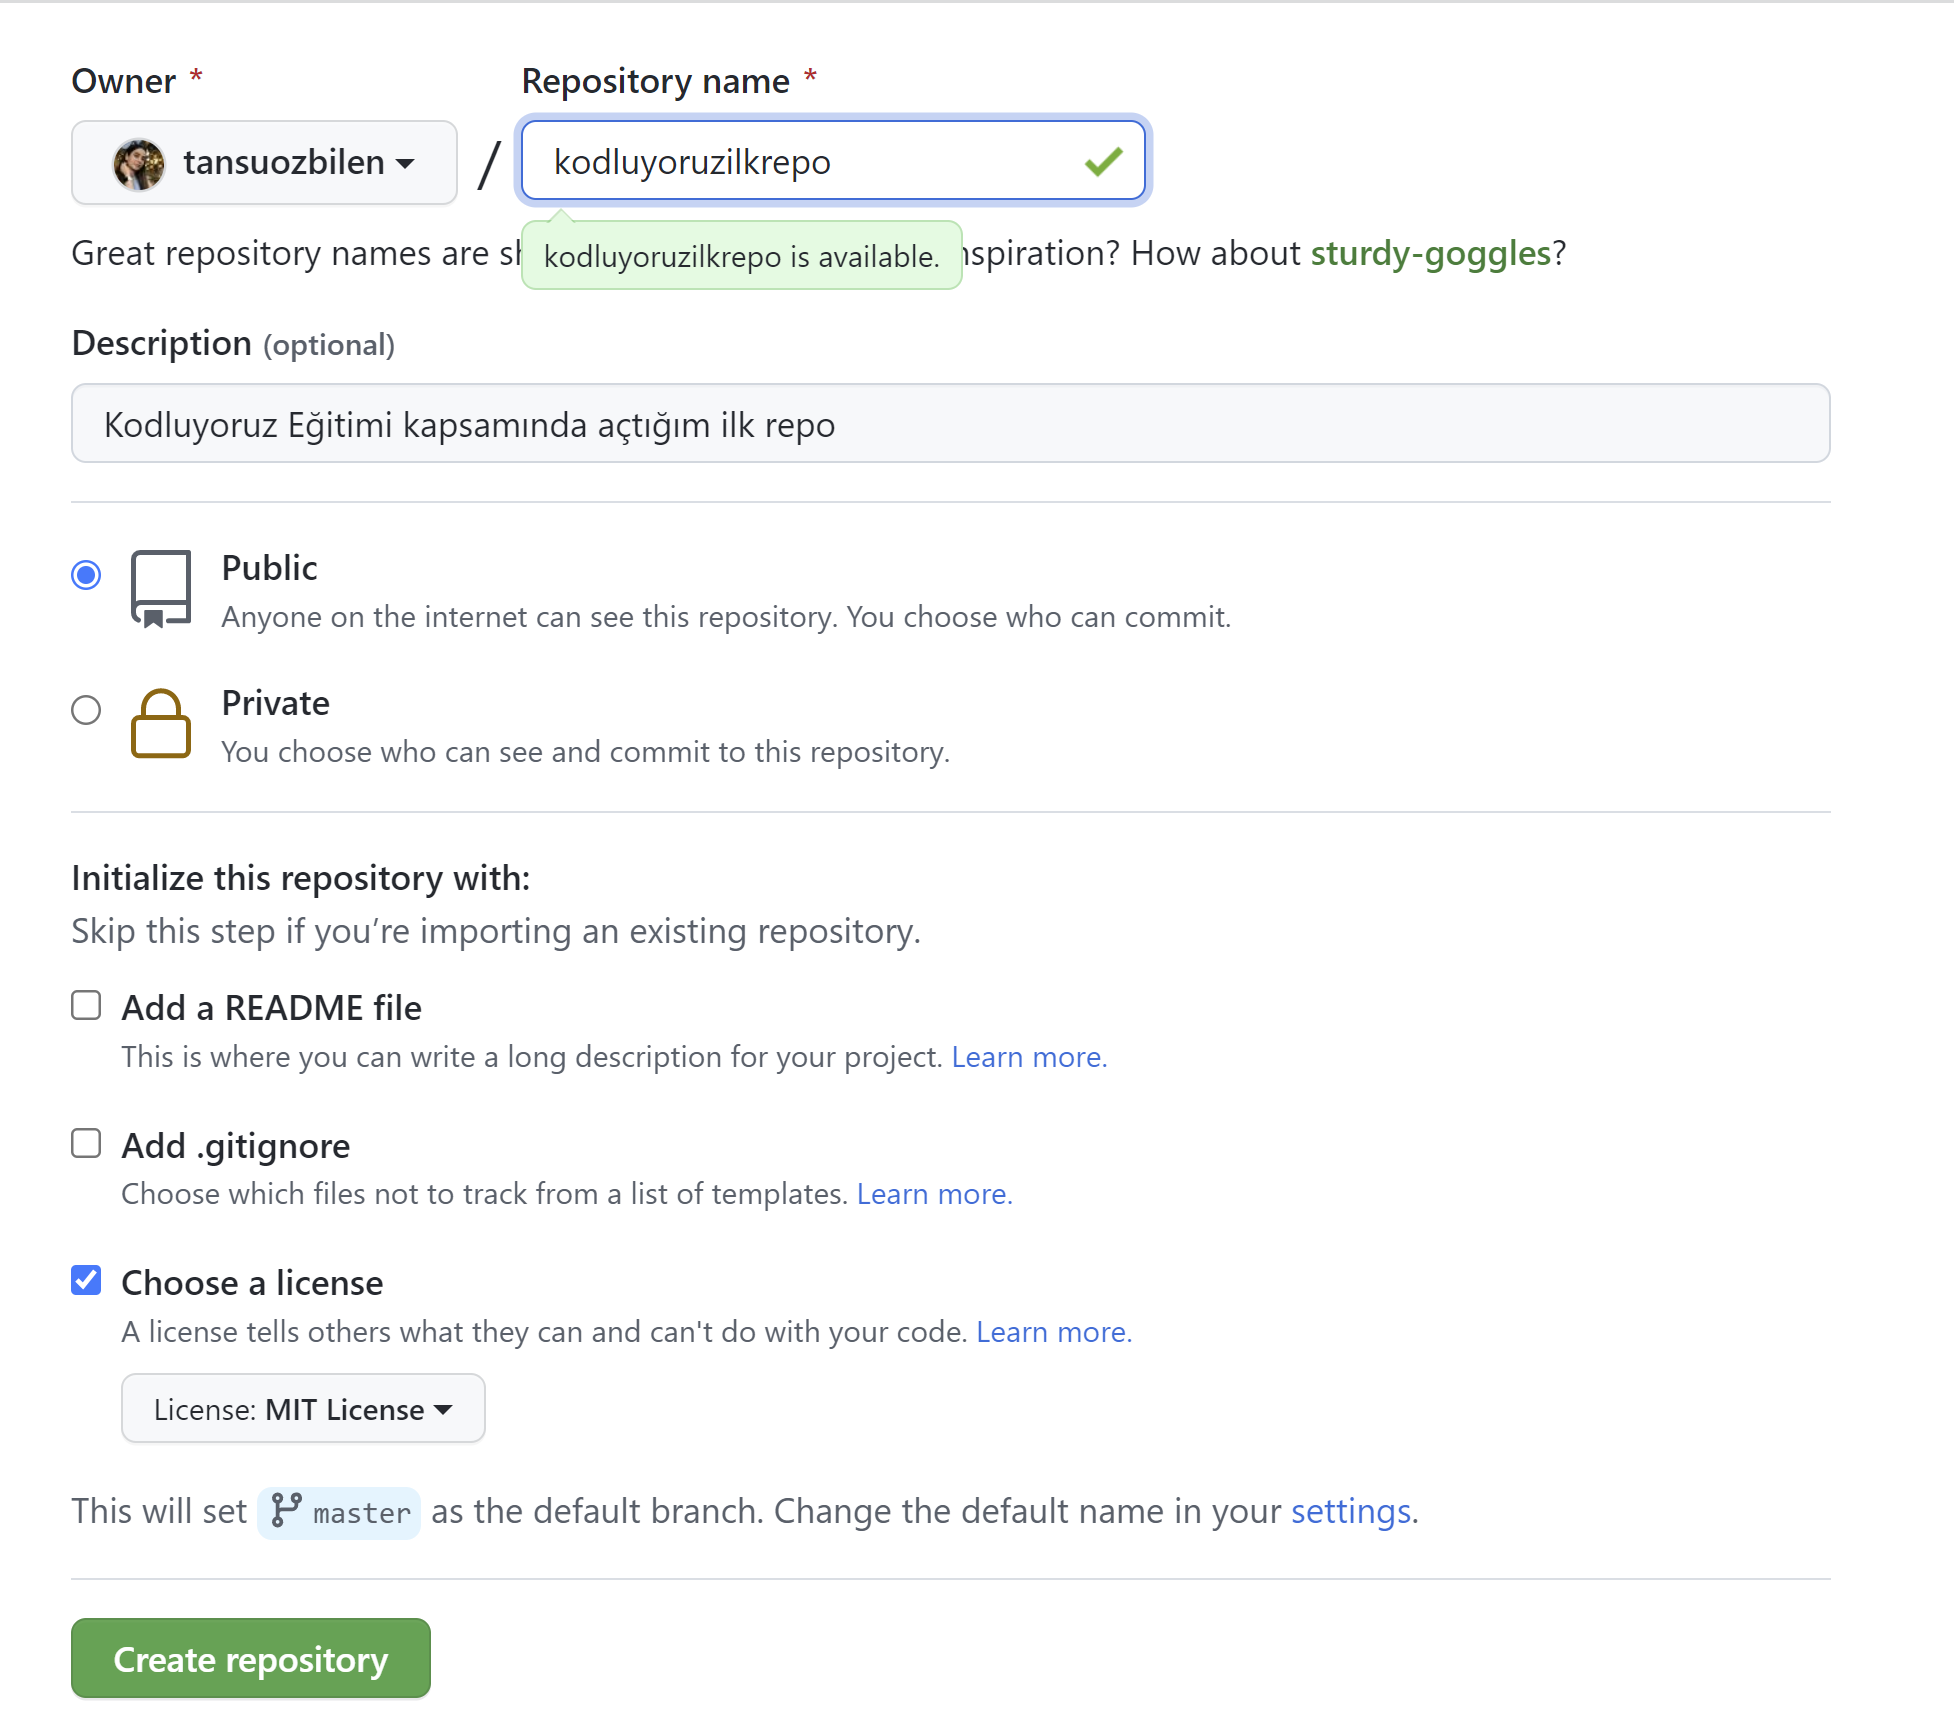 Owner *
Repository name *
tansuozbilen
/
kodluyoruzilkrepo
Great repository names are sh
kodluyoruzilkrepo is available.
nspiration? How about sturdy-goggles?
Description (optional)
Kodluyoruz Eğitimi kapsamında açtığım ilk repo
Public
Anyone on the internet can see this repository. You choose who can commit.
Private
You choose who can see and commit to this repository.
Initialize this repository with:
Skip this step if you’re importing an existing repository.
Add a README file
This is where you can write a long description for your project. Learn more.
Add .gitignore
Choose which files not to track from a list of templates. Learn more.
Choose a license
A license tells others what they can and can't do with your code. Learn more.
License: MIT License
This will set master as the default branch. Change the default name in your settings.
Create repository